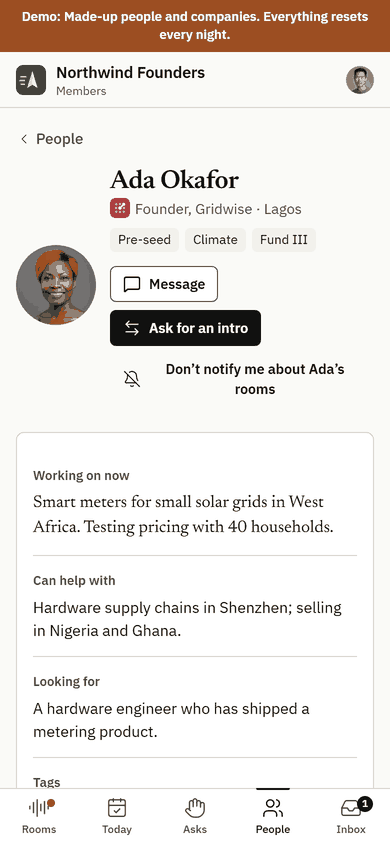 Demo: Made-up people and companies. Everything resets
every night.
Northwind Founders
Members
People
Ada Okafor
Founder, Gridwise · Lagos
Pre-seed
Climate
Fund III
Message
Ask for an intro
Don’t notify me about Ada’s
rooms
Working on now
Smart meters for small solar grids in West
Africa. Testing pricing with 40 households.
Can help with
Hardware supply chains in Shenzhen; selling
in Nigeria and Ghana.
Looking for
A hardware engineer who has shipped a
metering product.
Tags
1
Rooms
Today
Asks
People
Inbox